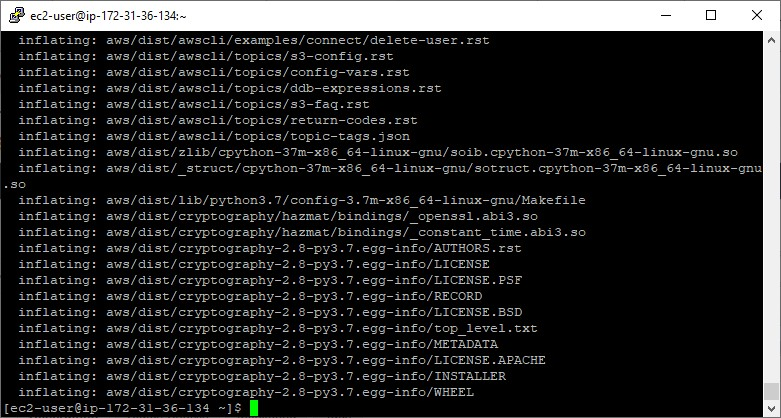 ec2-user@ip-172-31-36-134:~
inflating: aws/dist/awscli/examples/connect/delete-user.rst
inflating: aws/dist/awscli/topics/s3-config.rst
inflating: aws/dist/awscli/topics/config-vars.rst
inflating: aws/dist/awscli/topics/ddb-expressions.rst
inflating: aws/dist/awscli/topics/s3-faq.rst
inflating: aws/dist/awscli/topics/return-codes.rst
inflating: aws/dist/awscli/topics/topic-tags.json
inflating: aws/dist/zlib/cpython-37m-x86_64-linux-gnu/soib.cpython-37m-x86_64-linux-gnu.so
inflating: aws/dist/_struct/cpython-37m-x86_64-linux-gnu/sotruct.cpython-37m-x86_64-linux-gnu
.so
inflating: aws/dist/lib/python3.7/config-3.7m-x86_64-linux-gnu/Makefile
inflating: aws/dist/cryptography/hazmat/bindings/_openssl.abi3.so
inflating: aws/dist/cryptography/hazmat/bindings/_constant_time.abi3.so
inflating: aws/dist/cryptography-2.8-py3.7.egg-info/AUTHORS.rst
inflating: aws/dist/cryptography-2.8-py3.7.egg-info/LICENSE
inflating: aws/dist/cryptography-2.8-py3.7.egg-info/LICENSE.PSF
inflating: aws/dist/cryptography-2.8-py3.7.egg-info/RECORD
inflating: aws/dist/cryptography-2.8-py3.7.egg-info/LICENSE.BSD
inflating: aws/dist/cryptography-2.8-py3.7.egg-info/top_level.txt
inflating: aws/dist/cryptography-2.8-py3.7.egg-info/METADATA
inflating: aws/dist/cryptography-2.8-py3.7.egg-info/LICENSE.APACHE
inflating: aws/dist/cryptography-2.8-py3.7.egg-info/INSTALLER
inflating: aws/dist/cryptography-2.8-py3.7.egg-info/WHEEL
[ec2-user@ip-172-31-36-134 ~]$